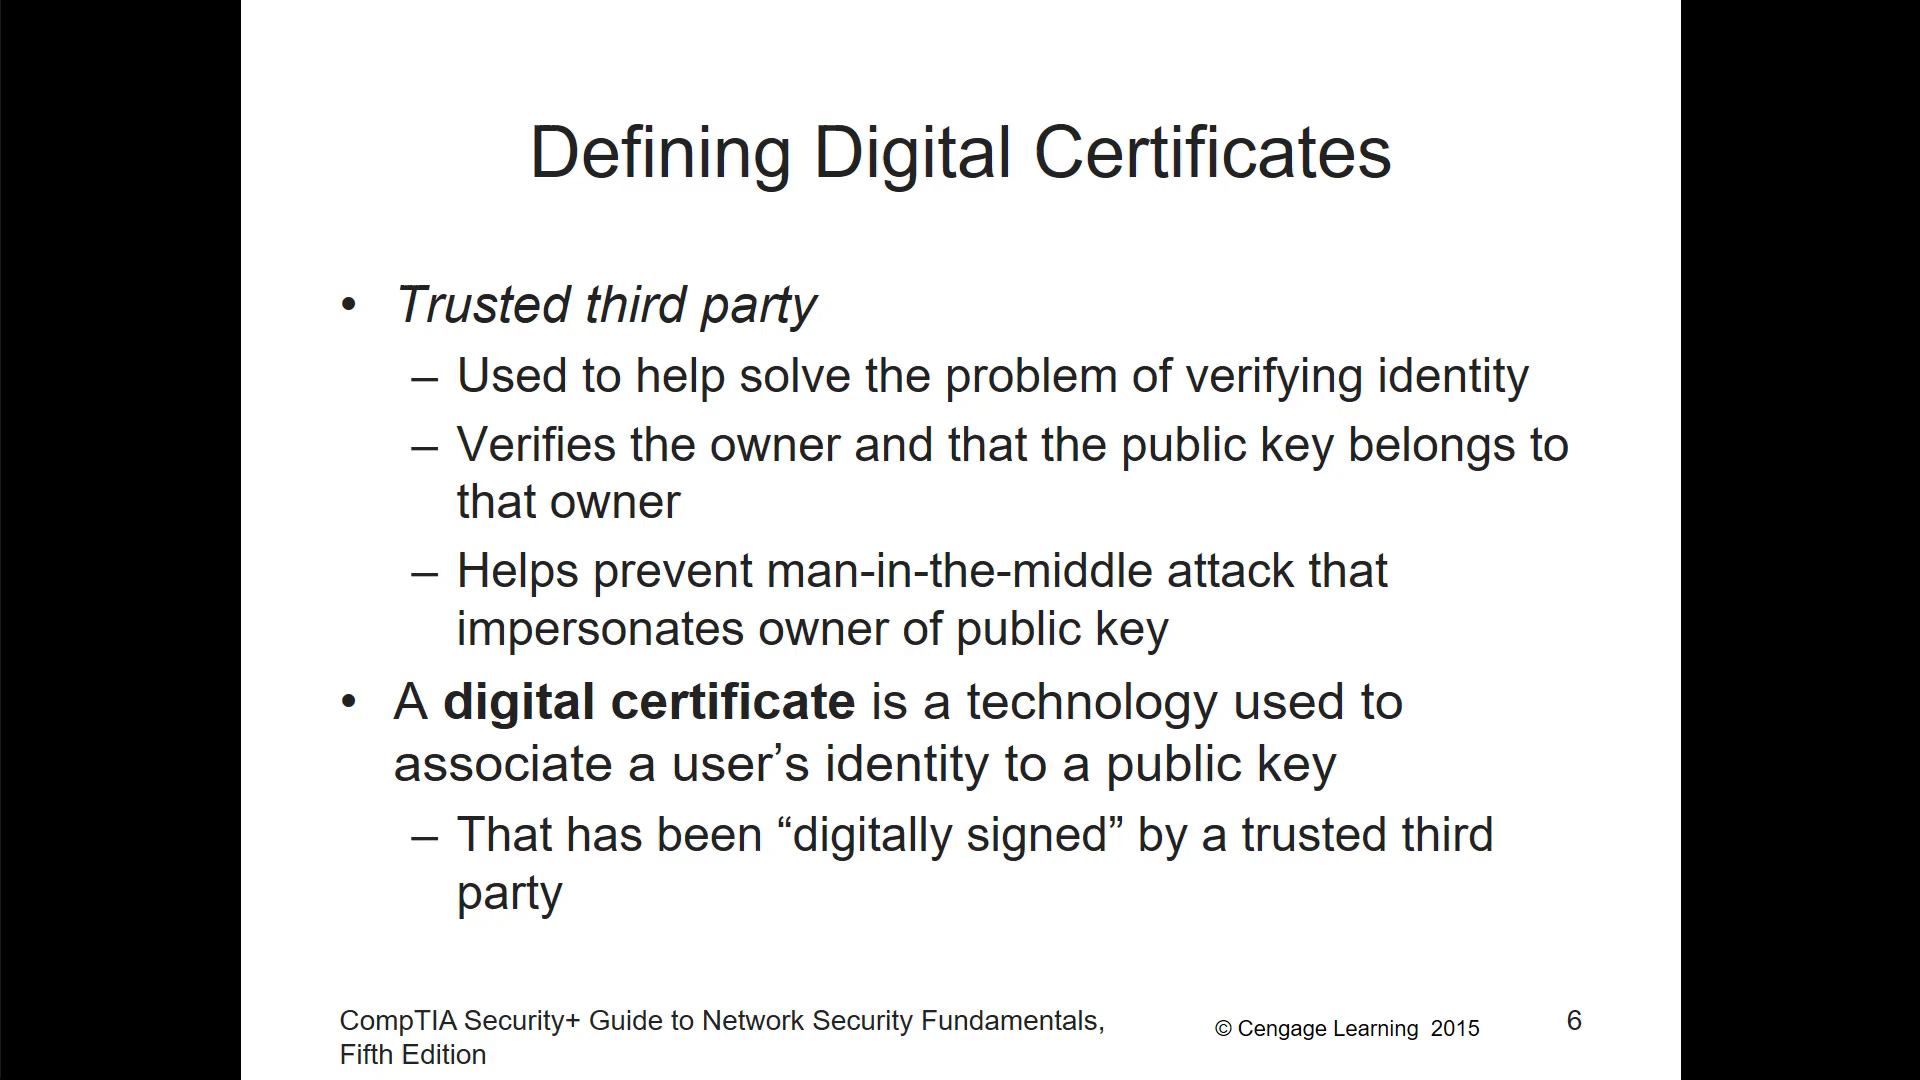 Defining Digital Certificates
• Trusted third party
– Used to help solve the problem of verifying identity
– Verifies the owner and that the public key belongs to
that owner
– Helps prevent man-in-the-middle attack that
impersonates owner of public key
• A digital certificate is a technology used to
associate a user’s identity to a public key
– That has been “digitally signed” by a trusted third
party
CompTIA Security+ Guide to Network Security Fundamentals,
Fifth Edition
© Cengage Learning 2015
6